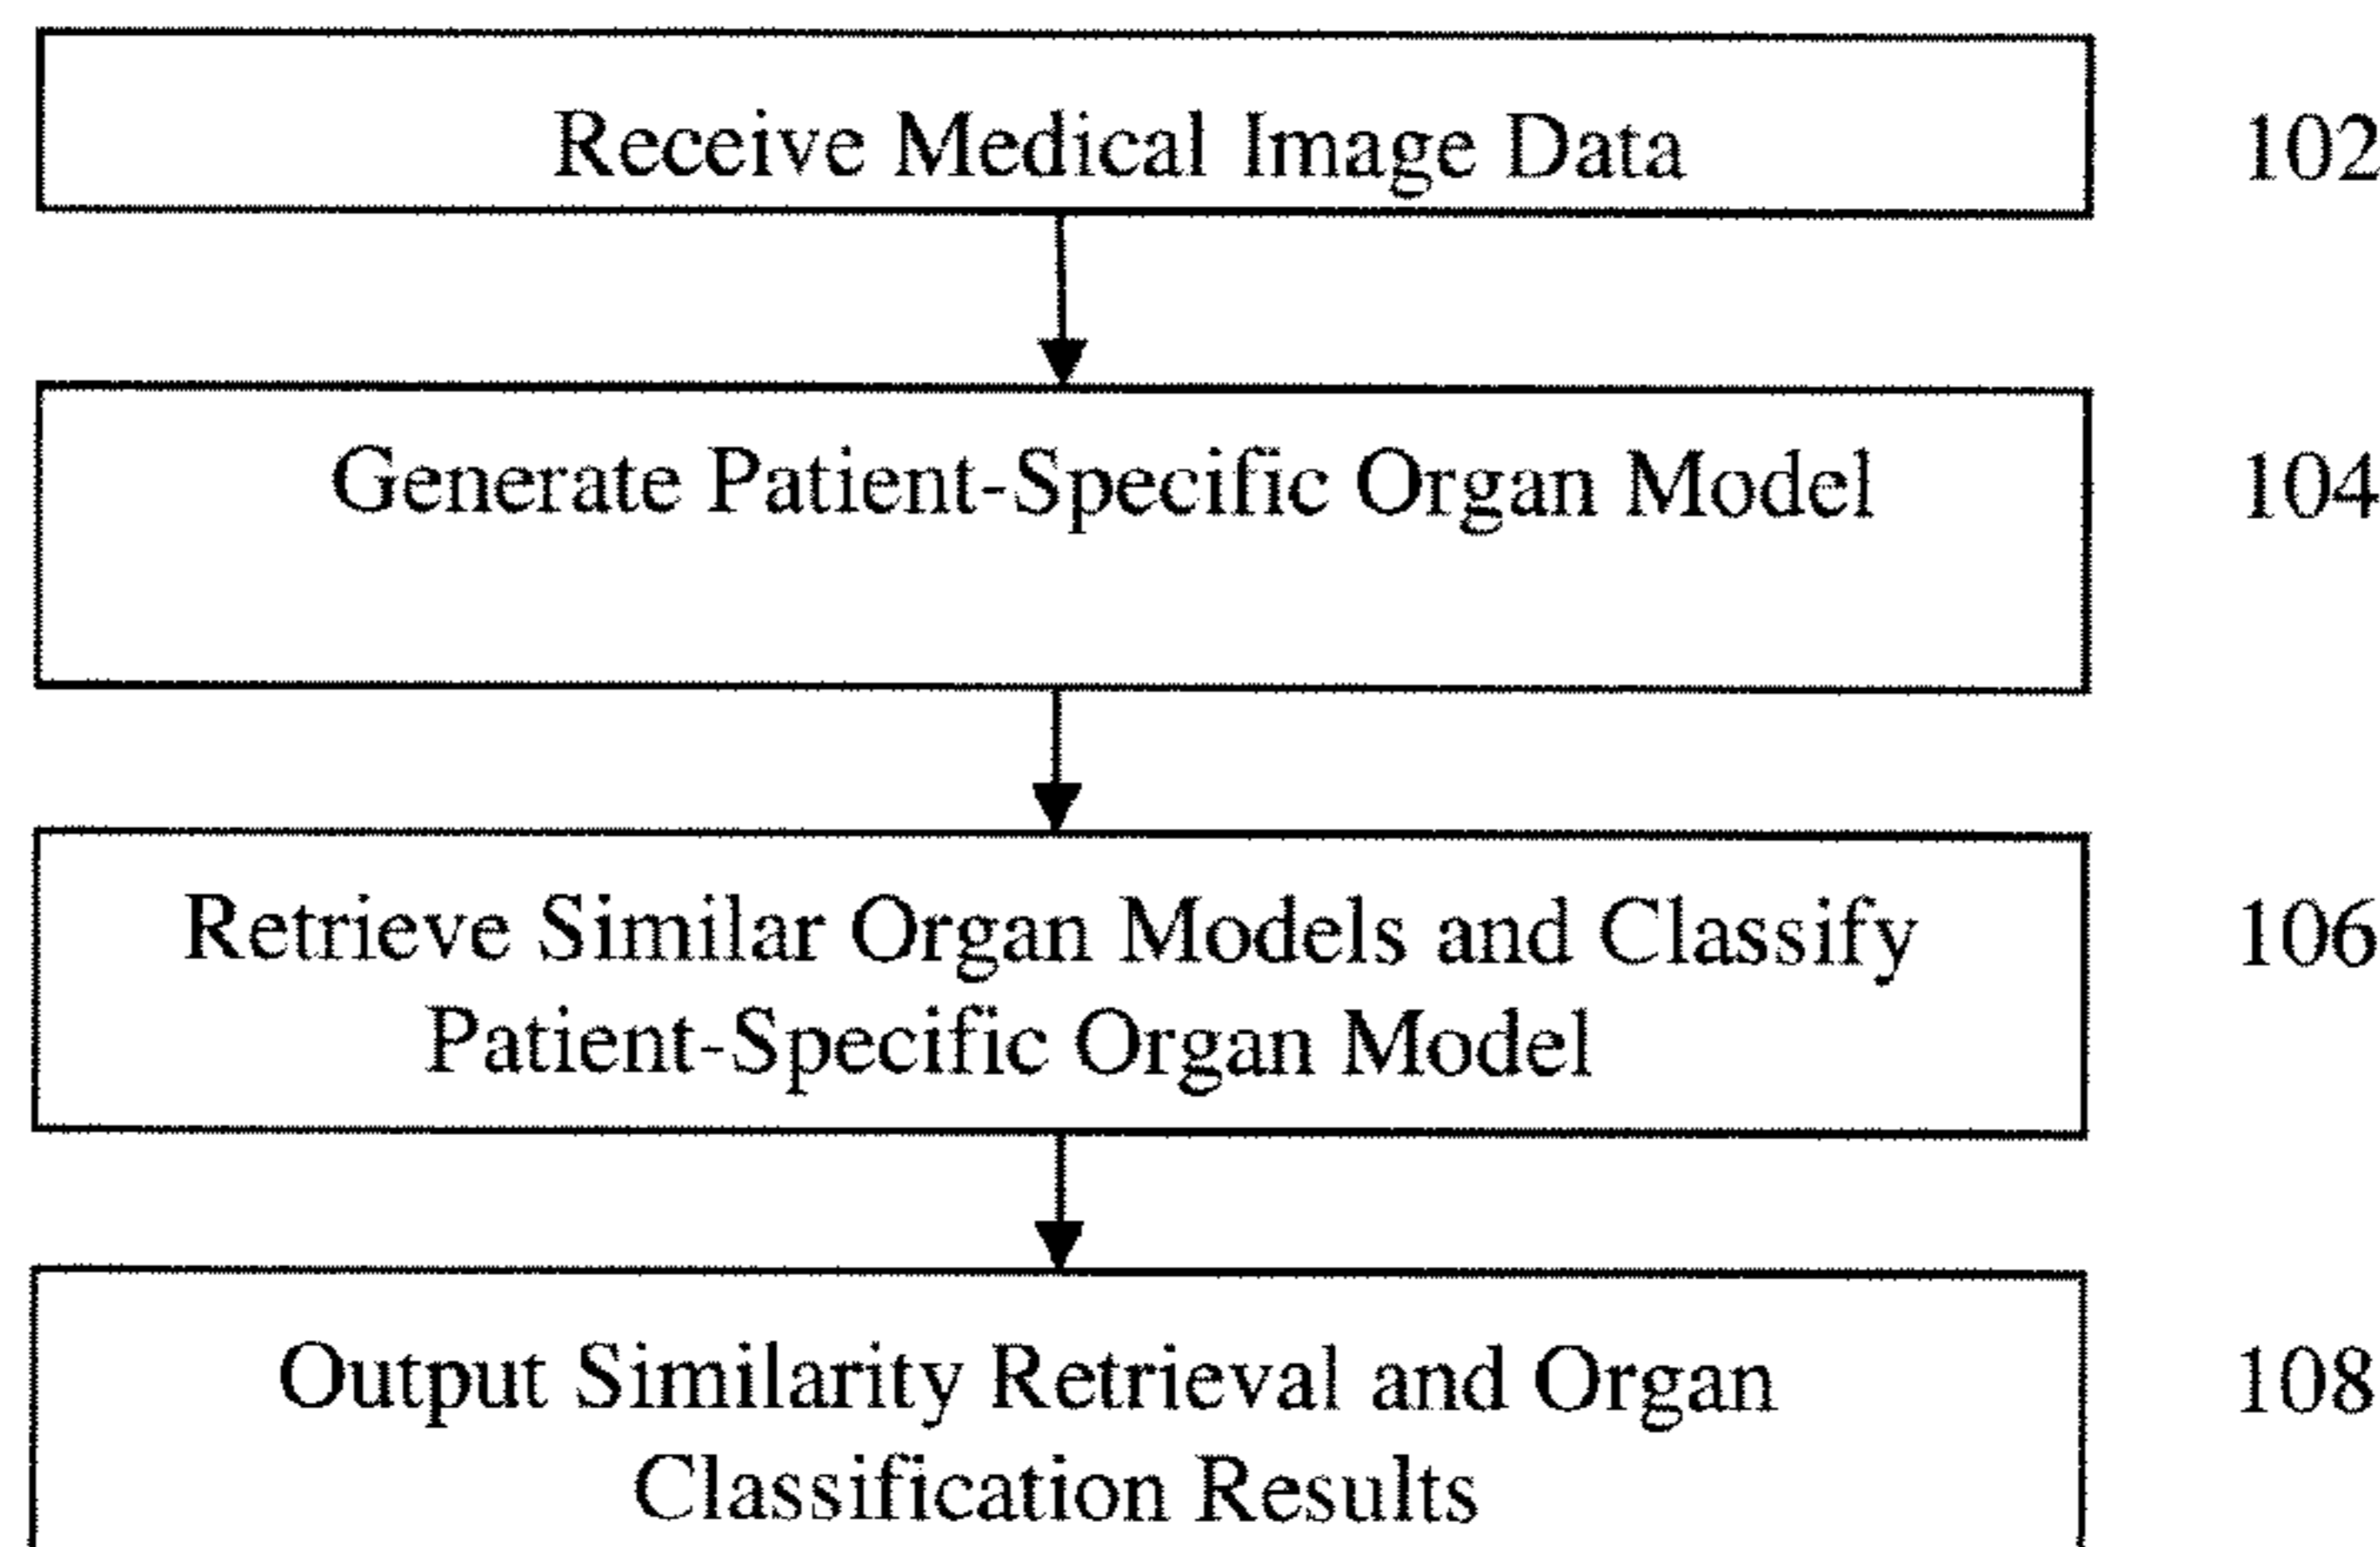 Receive Medical Image Data
102
Generate Patient-Specific Organ Model
104
Retrieve Similar Organ Models and Classify
106
Patient-Specific Organ Model
Output Similarity Retrieval and Organ
108
Classification Results